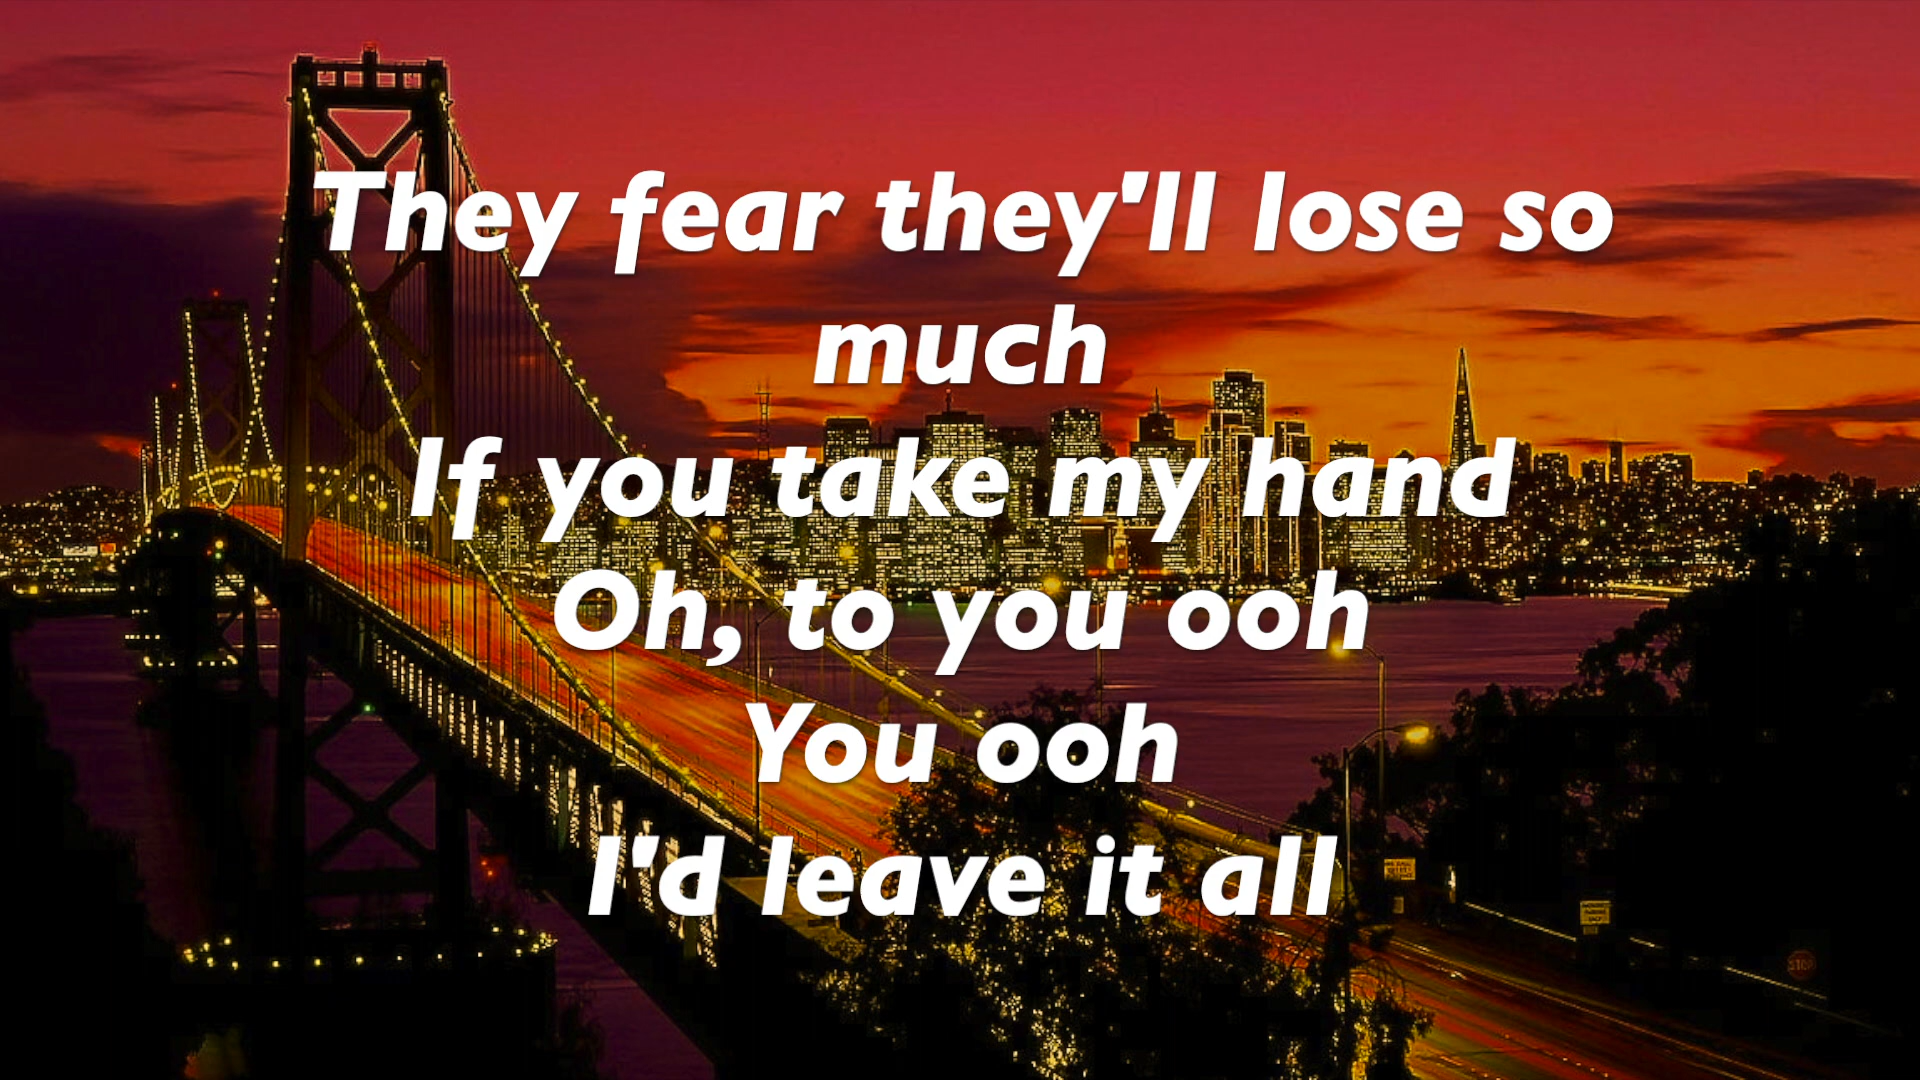 They fear they'll lose so
much
If you take my hand
Oh, to you ooh
You ooh
I'd leave it all
STOP